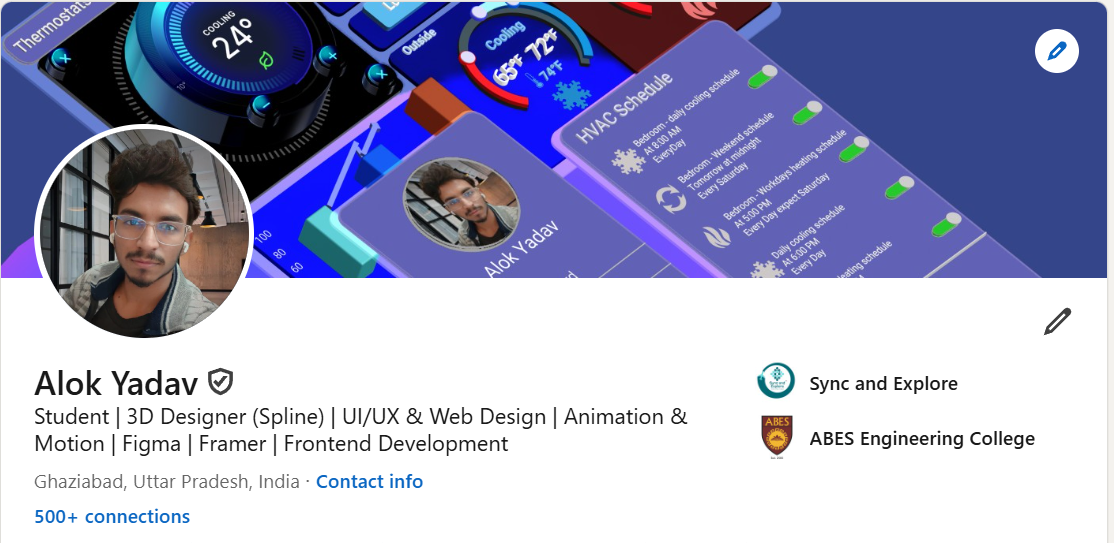 Thermostats
COOLING
24°
10°
Outside
Cooling
65°F 72°F
74°F
HVAC Schedule
Bedroom - daily cooling schedule
At 8:00 AM
EveryDay
Bedroom - Weekend schedule
Tomorrow at midnight
Every Saturday
Bedroom - Workdays heating schedule
At 5:00 PM
Every Day expect Saturday
Daily cooling schedule
At 6:00 PM
Every Day
heating schedule
100
80
60
Alok Yadav
Alok Yadav
Student | 3D Designer (Spline) | UI/UX & Web Design | Animation &
Motion | Figma | Framer | Frontend Development
Ghaziabad, Uttar Pradesh, India · Contact info
500+ connections
Sync and Explore
ABES
ABES Engineering College